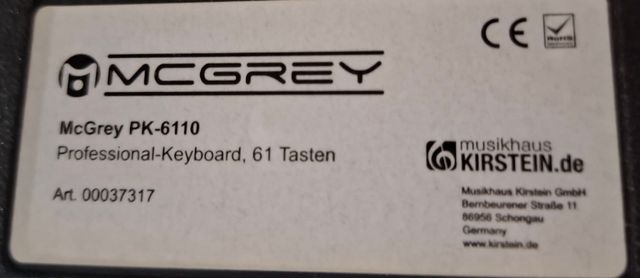 CE RoHS
MCGREY
McGrey PK-6110
Professional-Keyboard, 61 Tasten
Art. 00037317
musikhaus
KIRSTEIN.de
Musikhaus Kirstein GmbH
Bernbeurener Straße 11
86956 Schongau
Germany
www.kirstein.de